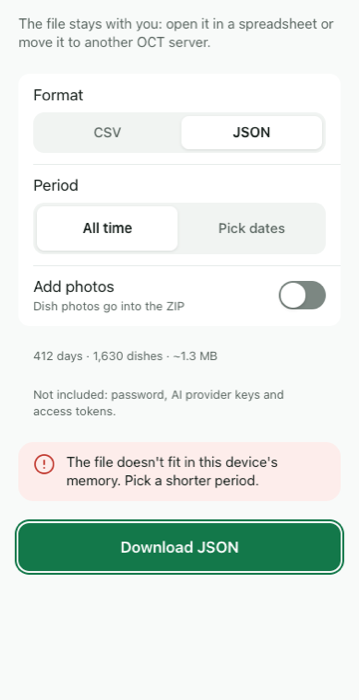 The file stays with you: open it in a spreadsheet or
move it to another OCT server.
Format
CSV
JSON
Period
All time
Pick dates
Add photos
Dish photos go into the ZIP
412 days · 1,630 dishes · ~1.3 MB
Not included: password, AI provider keys and
access tokens.
The file doesn't fit in this device's
memory. Pick a shorter period.
Download JSON